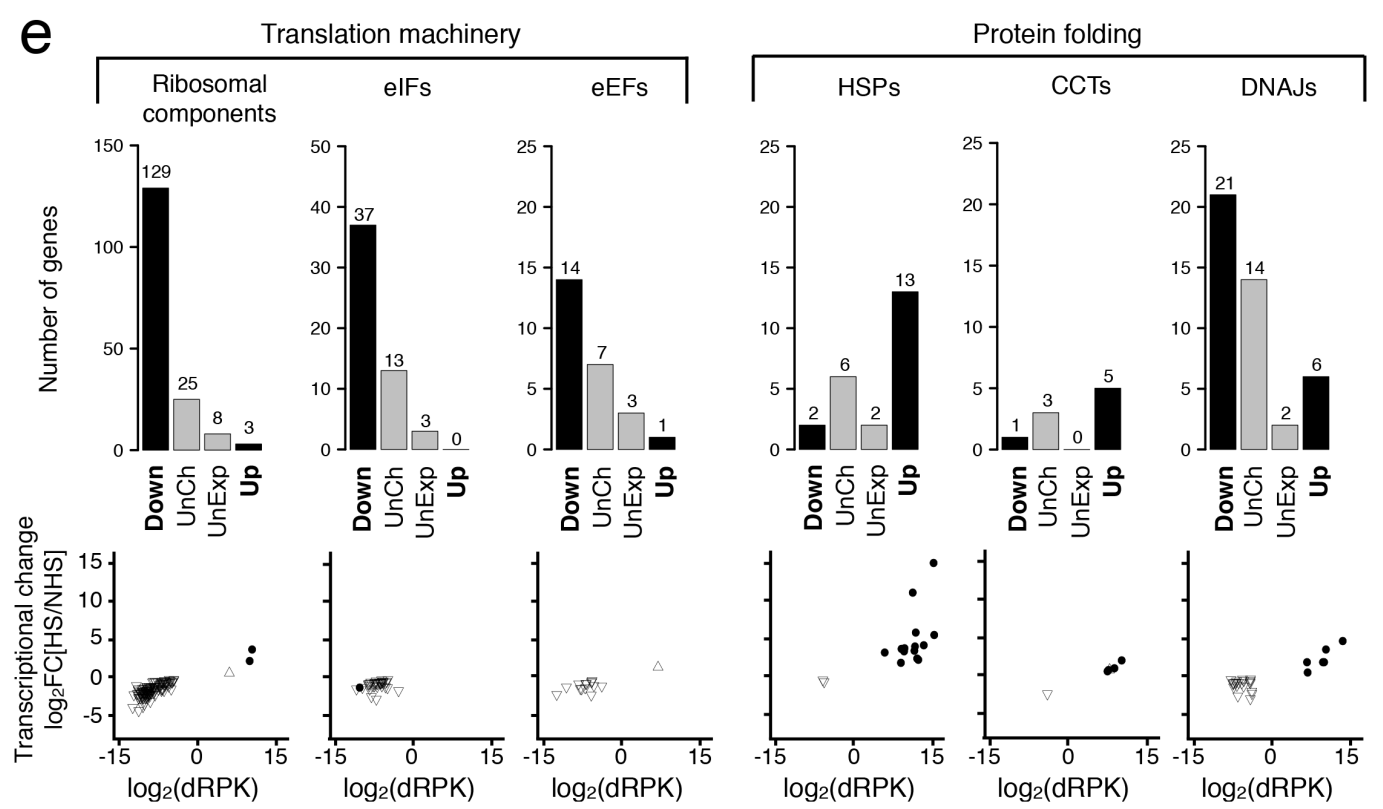 e
Translation machinery
Protein folding
Ribosomal components
eIFs
eEFs
HSPs
CCTs
DNAJs
Number of genes
150
100
50
0
129
25
8
3
Down
UnCh
UnExp
Up
50
40
30
20
10
0
37
13
3
0
Down
UnCh
UnExp
Up
25
20
15
10
5
0
14
7
3
1
Down
UnCh
UnExp
Up
25
20
15
10
5
0
2
6
2
13
Down
UnCh
UnExp
Up
25
20
15
10
5
0
1
3
0
5
Down
UnCh
UnExp
Up
25
20
15
10
5
0
21
14
2
6
Down
UnCh
UnExp
Up
Transcriptional change
log₂FC[HS/NHS]
15
10
5
0
-5
-15 0 15
log₂(dRPK)
-15 0 15
log₂(dRPK)
-15 0 15
log₂(dRPK)
-15 0 15
log₂(dRPK)
-15 0 15
log₂(dRPK)
-15 0 15
log₂(dRPK)